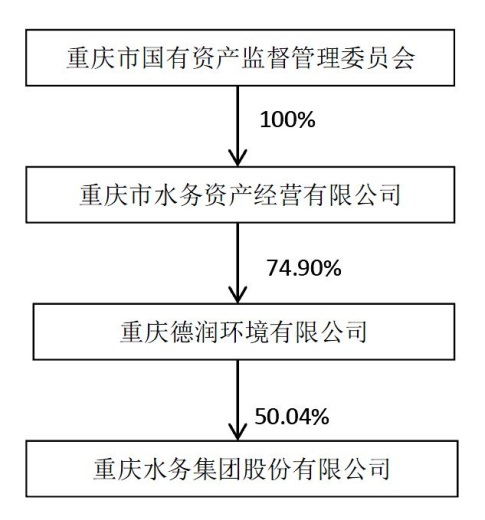 重庆市国有资产监督管理委员会
100%
重庆市水务资产经营有限公司
74.90%
重庆德润环境有限公司
50.04%
重庆水务集团股份有限公司